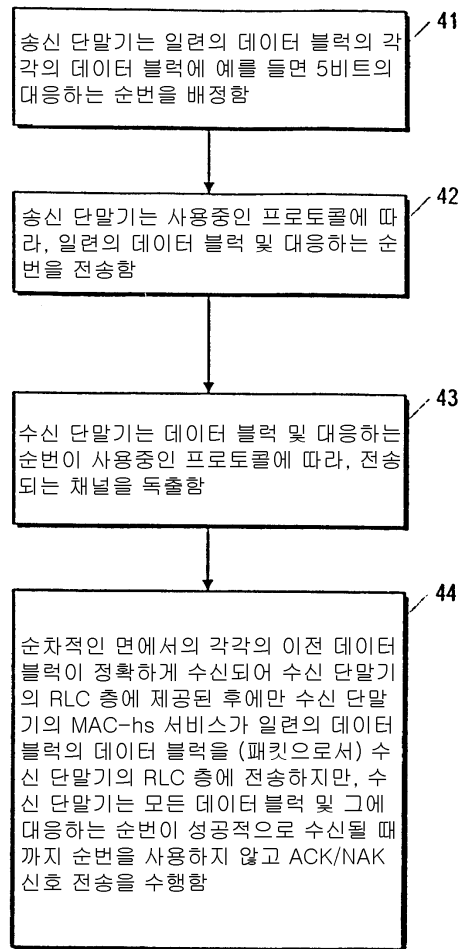 41
송신 단말기는 일련의 데이터 블럭의 각
각의 데이터 블럭에 예를 들면 5비트의
대응하는 순번을 배정함
42
송신 단말기는 사용중인 프로토콜에 따
라, 일련의 데이터 블럭 및 대응하는 순
번을 전송함
43
수신 단말기는 데이터 블럭 및 대응하는
순번이 사용중인 프로토콜에 따라, 전송
되는 채널을 독출함
44
순차적인 면에서의 각각의 이전 데이터
블럭이 정확하게 수신되어 수신 단말기
의 RLC 층에 제공된 후에만 수신 단말
기의 MAC-hs 서비스가 일련의 데이터
블럭의 데이터 블럭을 (패킷으로서) 수
신 단말기의 RLC 층에 전송하지만, 수
신 단말기는 모든 데이터 블럭 및 그에
대응하는 순번이 성공적으로 수신될 때
까지 순번을 사용하지 않고 ACK/NAK
신호 전송을 수행함